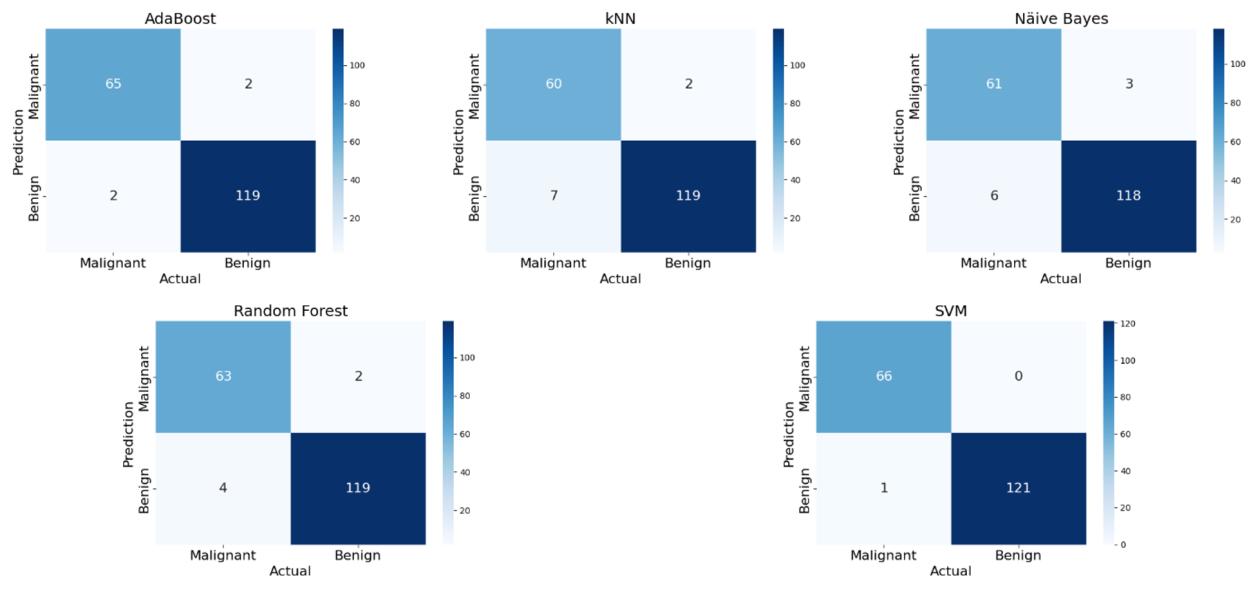 AdaBoost
Prediction
Malignant
Benign
65
2
2
119
Malignant
Benign
Actual
100
80
60
40
20
kNN
Prediction
Malignant
Benign
60
2
7
119
Malignant
Benign
Actual
100
80
60
40
20
Näive Bayes
Prediction
Malignant
Benign
61
3
6
118
Malignant
Benign
Actual
100
80
60
40
20
Random Forest
Prediction
Malignant
Benign
63
2
4
119
Malignant
Benign
Actual
100
80
60
40
20
SVM
Prediction
Malignant
Benign
66
0
1
121
Malignant
Benign
Actual
120
100
80
60
40
20
0